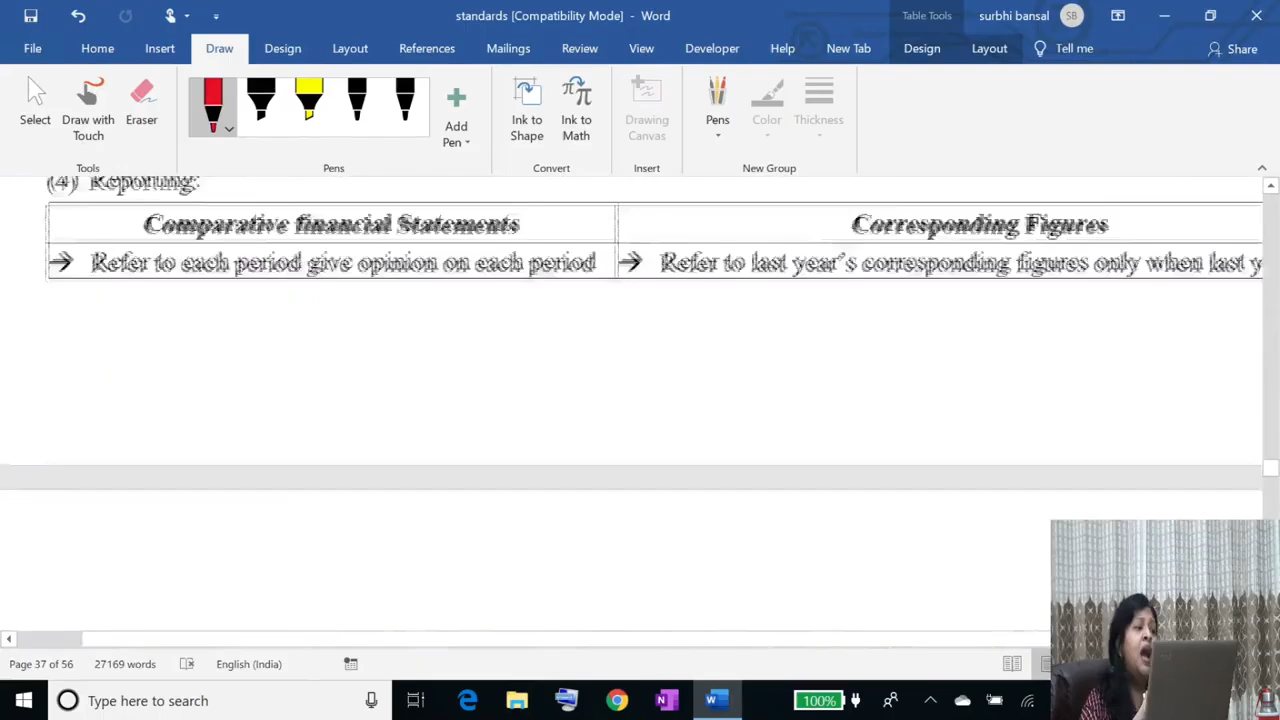 standards [Compatibility Mode] - Word
Table Tools
surbhi bansal
SB
File Home Insert Draw Design Layout References Mailings Review View Developer Help New Tab Design Layout Tell me Share
Select
Draw with Touch
Eraser
Add Pen
Ink to Shape
Ink to Math
Drawing Canvas
Pens
Color
Thickness
Tools
Pens
Convert
Insert
New Group
(4) Reporting:
Comparative financial Statements
Corresponding Figures
→ Refer to each period give opinion on each period
→ Refer to last year's corresponding figures only when last y
Page 37 of 56
27169 words
English (India)
Type here to search
100%